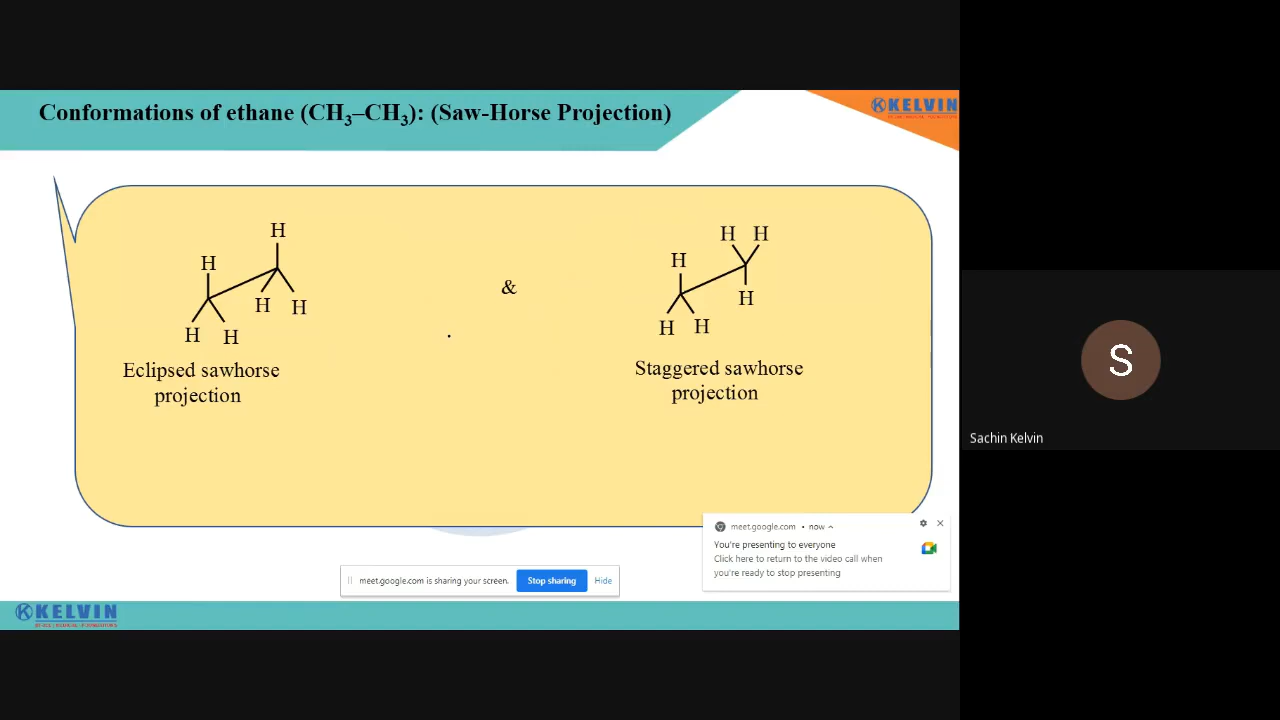 Conformations of ethane (CH₃–CH₃): (Saw-Horse Projection)
KELVIN
H
H
H H
H H
Eclipsed sawhorse
projection
&
H H
H
H
H H
Staggered sawhorse
projection
S
Sachin Kelvin
meet.google.com • now
You're presenting to everyone
Click here to return to the video call when
you're ready to stop presenting
meet.google.com is sharing your screen. Stop sharing Hide
KELVIN